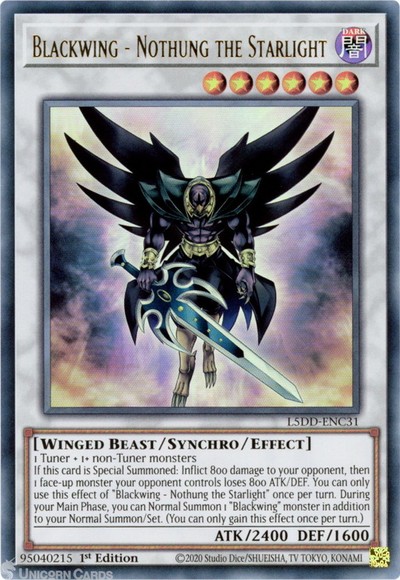 BLACKWING - NOTHUNG THE STARLIGHT
DARK
闇
L5DD-ENC31
[WINGED BEAST/SYNCHRO/EFFECT]
1 Tuner + 1+ non-Tuner monsters
If this card is Special Summoned: Inflict 800 damage to your opponent, then
1 face-up monster your opponent controls loses 800 ATK/DEF. You can only
use this effect of "Blackwing - Nothung the Starlight" once per turn. During
your Main Phase, you can Normal Summon 1 "Blackwing" monster in addition
to your Normal Summon/Set. (You can only gain this effect once per turn.)
ATK/2400 DEF/1600
95040215 1st Edition ©2020 Studio Dice/SHUEISHA, TV TOKYO, KONAMI
UNICORN CARDS